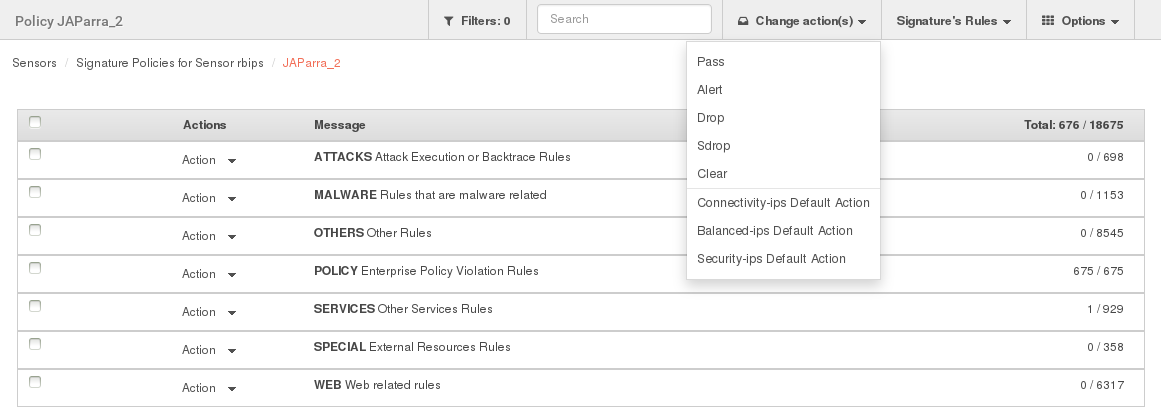 Policy JAParra_2 Filters: 0 Search Change action(s) Signature's Rules Options
Sensors / Signature Policies for Sensor rbips / JAParra_2
Pass
Alert
Drop
Sdrop
Clear
Connectivity-ips Default Action
Balanced-ips Default Action
Security-ips Default Action
Actions Message Total: 676 / 18675
Action ATTACKS Attack Execution or Backtrace Rules 0 / 698
Action MALWARE Rules that are malware related 0 / 1153
Action OTHERS Other Rules 0 / 8545
Action POLICY Enterprise Policy Violation Rules 675 / 675
Action SERVICES Other Services Rules 1 / 929
Action SPECIAL External Resources Rules 0 / 358
Action WEB Web related rules 0 / 6317